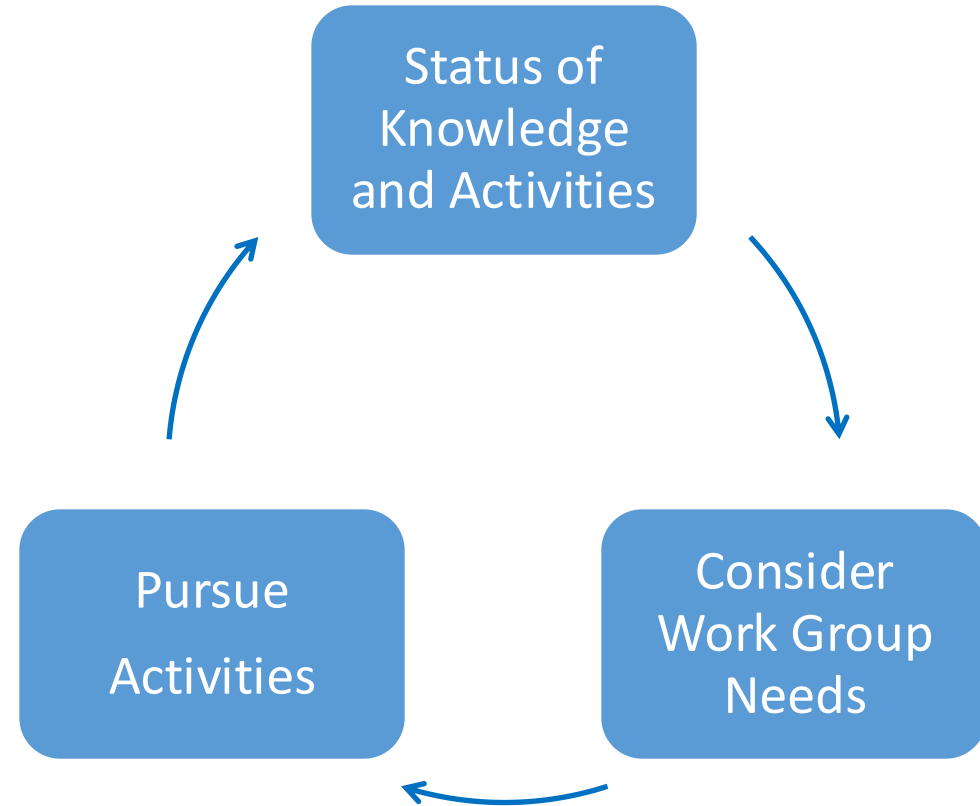 Status of
Knowledge
and Activities
Pursue
Activities
Consider
Work Group
Needs